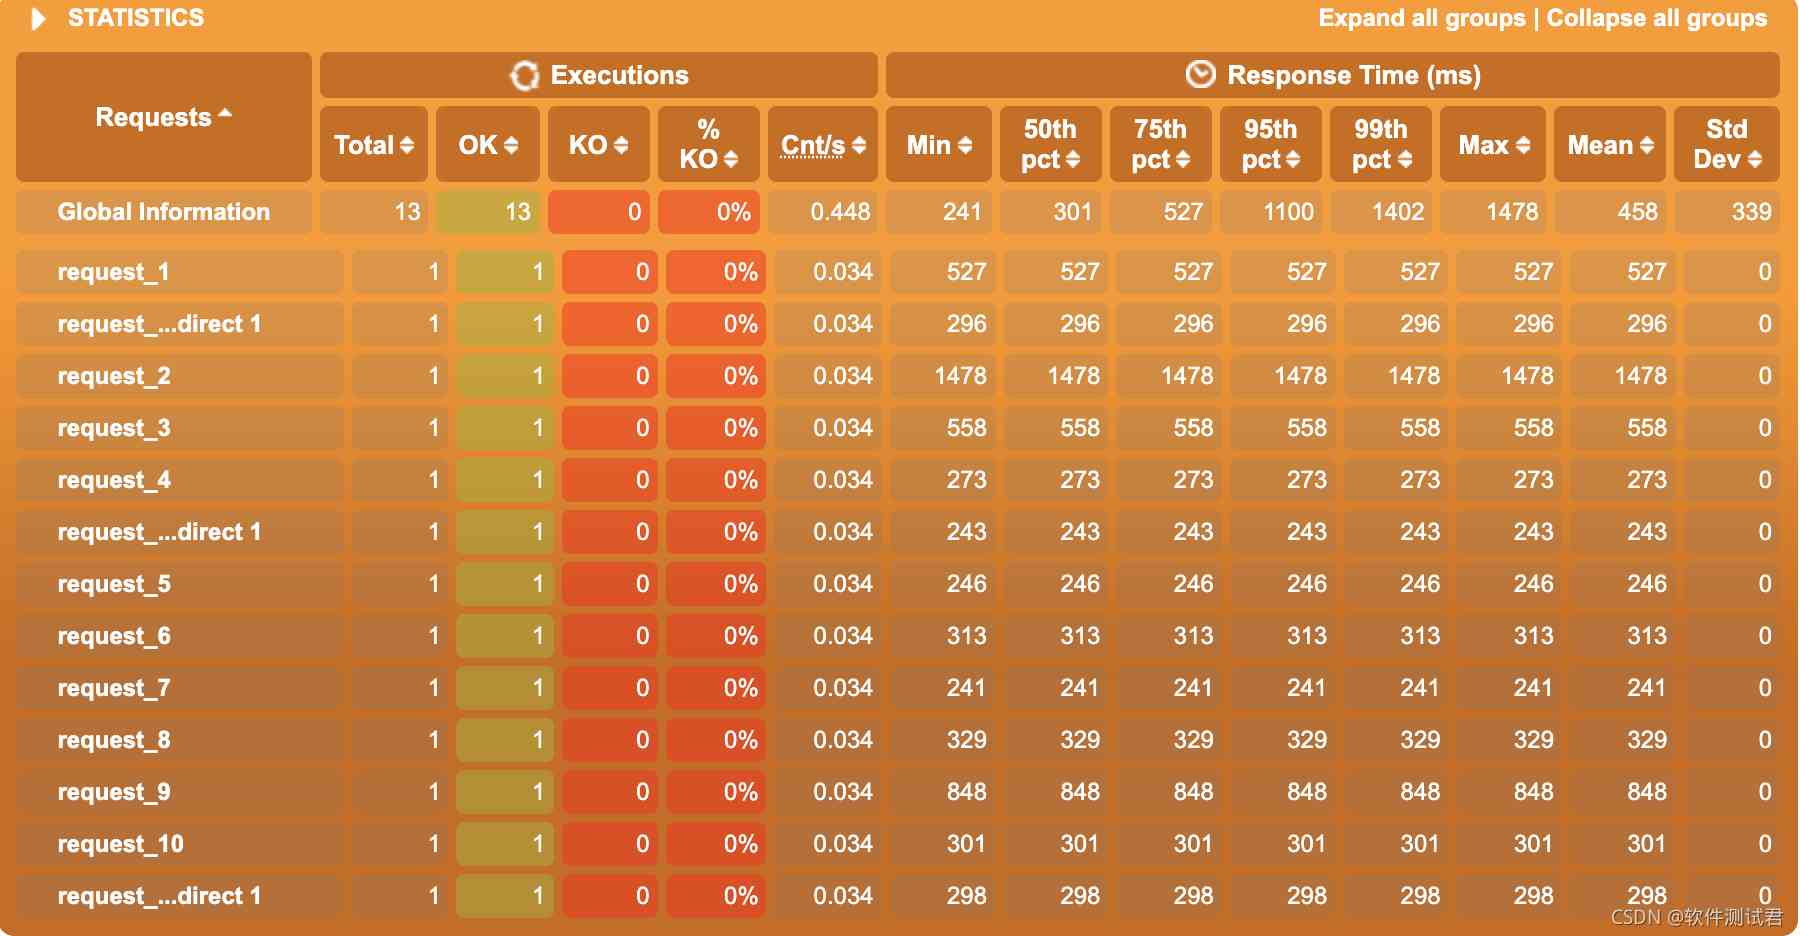 STATISTICS Expand all groups | Collapse all groups
Requests Executions Response Time (ms)
Total OK KO % KO Cnt/s Min 50th pct 75th pct 95th pct 99th pct Max Mean Std Dev
Global Information 13 13 0 0% 0.448 241 301 527 1100 1402 1478 458 339
request_1 1 1 0 0% 0.034 527 527 527 527 527 527 527 0
request_...direct 1 1 1 0 0% 0.034 296 296 296 296 296 296 296 0
request_2 1 1 0 0% 0.034 1478 1478 1478 1478 1478 1478 1478 0
request_3 1 1 0 0% 0.034 558 558 558 558 558 558 558 0
request_4 1 1 0 0% 0.034 273 273 273 273 273 273 273 0
request_...direct 1 1 1 0 0% 0.034 243 243 243 243 243 243 243 0
request_5 1 1 0 0% 0.034 246 246 246 246 246 246 246 0
request_6 1 1 0 0% 0.034 313 313 313 313 313 313 313 0
request_7 1 1 0 0% 0.034 241 241 241 241 241 241 241 0
request_8 1 1 0 0% 0.034 329 329 329 329 329 329 329 0
request_9 1 1 0 0% 0.034 848 848 848 848 848 848 848 0
request_10 1 1 0 0% 0.034 301 301 301 301 301 301 301 0
request_...direct 1 1 1 0 0% 0.034 298 298 298 298 298 298 298 0
CSDN @软件测试君